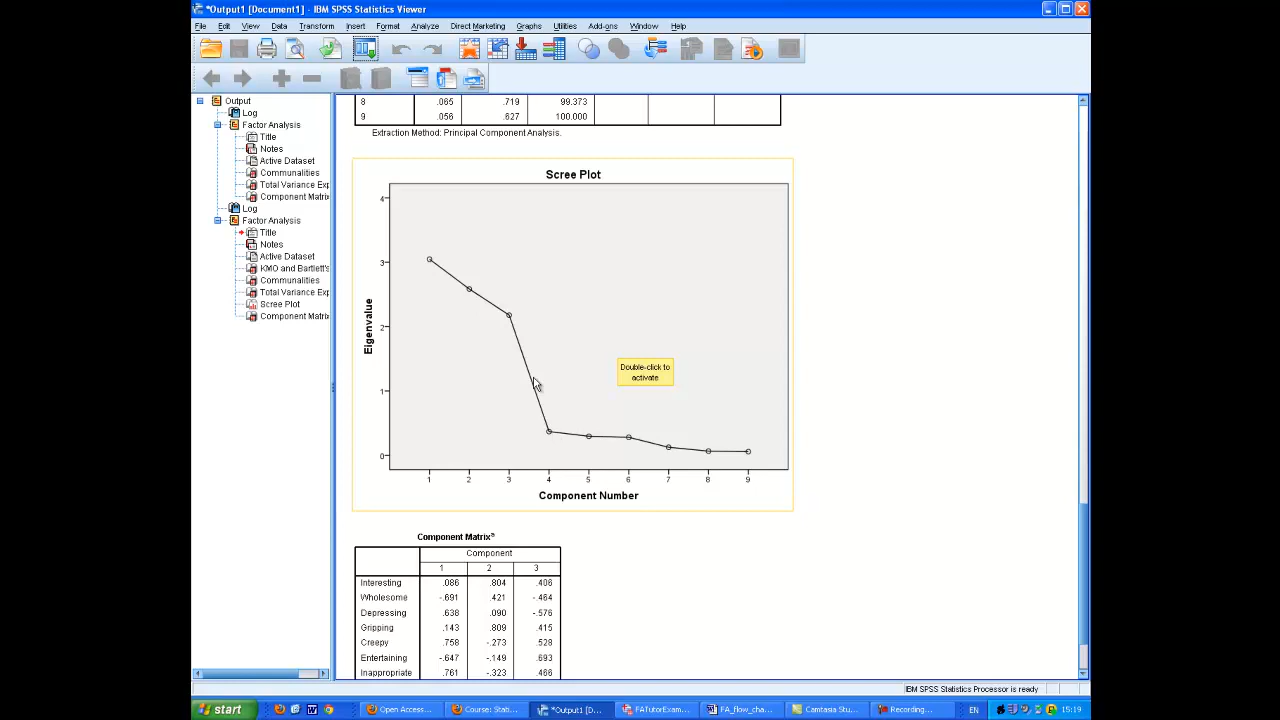 *Output1 [Document1] - IBM SPSS Statistics Viewer
File Edit View Data Transform Insert Format Analyze Direct Marketing Graphs Utilities Add-ons Window Help
Output
Log
Factor Analysis
Title
Notes
Active Dataset
Communalities
Total Variance Exp
Component Matrix
Log
Factor Analysis
Title
Notes
Active Dataset
KMO and Bartlett's
Communalities
Total Variance Exp
Scree Plot
Component Matrix
8 .065 .719 99.373
9 .056 .627 100.000
Extraction Method: Principal Component Analysis.
Scree Plot
4
3
2
1
0
Eigenvalue
Double-click to
activate
1 2 3 4 5 6 7 8 9
Component Number
Component Matrixª
Component
1 2 3
Interesting .086 .804 .406
Wholesome -.691 .421 -.464
Depressing .638 .090 -.576
Gripping .143 .809 .415
Creepy .758 -.273 .528
Entertaining -.647 -.149 .693
Inappropriate .761 -.323 .466
IBM SPSS Statistics Processor is ready
start Open Access... Course: Stati... *Output1 [D... FATutorExam... FA_flow_cha... Camtasia Stu... Recording... EN 15:19